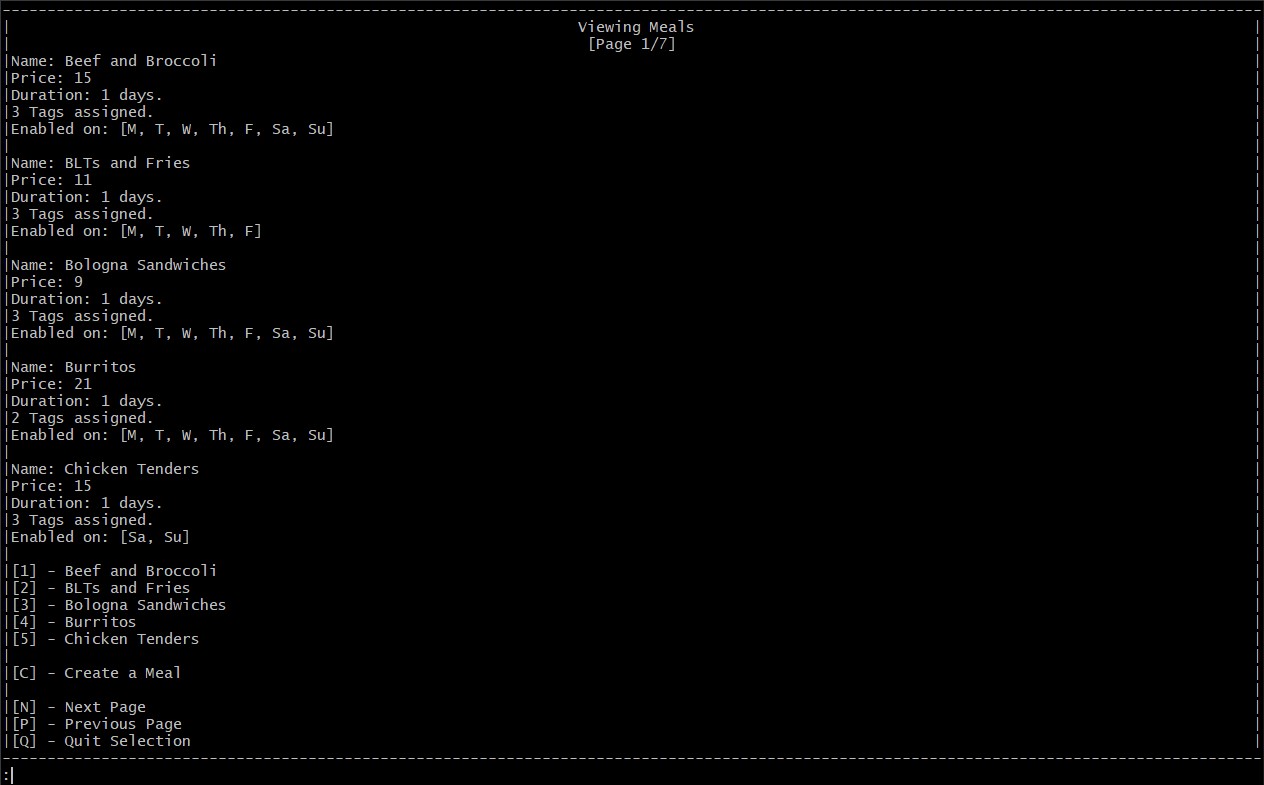 Viewing Meals
[Page 1/7]
Name: Beef and Broccoli
Price: 15
Duration: 1 days.
3 Tags assigned.
Enabled on: [M, T, W, Th, F, Sa, Su]
Name: BLTs and Fries
Price: 11
Duration: 1 days.
3 Tags assigned.
Enabled on: [M, T, W, Th, F]
Name: Bologna Sandwiches
Price: 9
Duration: 1 days.
3 Tags assigned.
Enabled on: [M, T, W, Th, F, Sa, Su]
Name: Burritos
Price: 21
Duration: 1 days.
2 Tags assigned.
Enabled on: [M, T, W, Th, F, Sa, Su]
Name: Chicken Tenders
Price: 15
Duration: 1 days.
3 Tags assigned.
Enabled on: [Sa, Su]
[1] - Beef and Broccoli
[2] - BLTs and Fries
[3] - Bologna Sandwiches
[4] - Burritos
[5] - Chicken Tenders
[C] - Create a Meal
[N] - Next Page
[P] - Previous Page
[Q] - Quit Selection
: